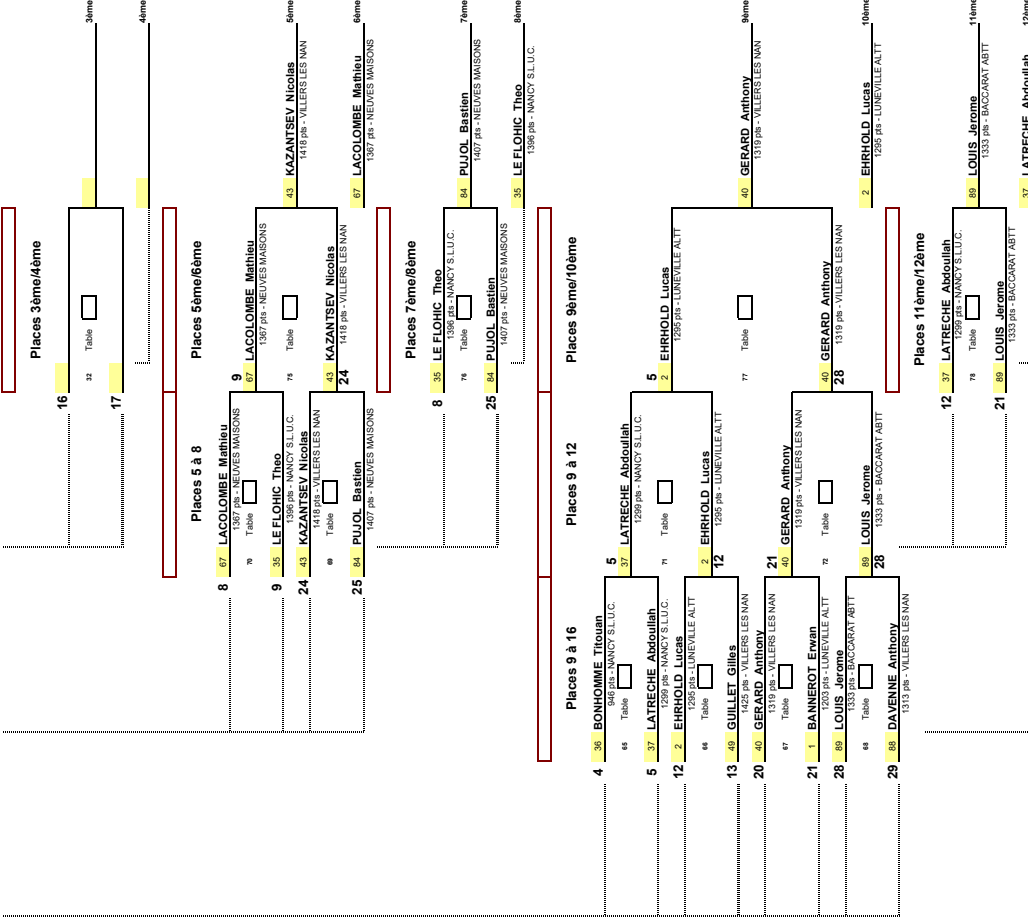 3ème
4ème
Places 3ème/4ème
16
Table
32
17
5ème
6ème
Places 5 à 8
Places 5ème/6ème
8 67 LACOLOMBE Mathieu
1367 pts - NEUVES MAISONS
70 Table
9 35 LE FLOHIC Theo
1396 pts - NANCY S.L.U.C.
24 43 KAZANTSEV Nicolas
1418 pts - VILLERS LES NAN
69 Table
25 84 PUJOL Bastien
1407 pts - NEUVES MAISONS
9 67 LACOLOMBE Mathieu
1367 pts - NEUVES MAISONS
75 Table
43 KAZANTSEV Nicolas
24 1418 pts - VILLERS LES NAN
43 KAZANTSEV Nicolas
1418 pts - VILLERS LES NAN
67 LACOLOMBE Mathieu
1367 pts - NEUVES MAISONS
7ème
8ème
Places 7ème/8ème
8 35 LE FLOHIC Theo
1396 pts - NANCY S.L.U.C.
76 Table
25 84 PUJOL Bastien
1407 pts - NEUVES MAISONS
84 PUJOL Bastien
1407 pts - NEUVES MAISONS
35 LE FLOHIC Theo
1396 pts - NANCY S.L.U.C.
9ème
10ème
Places 9 à 16
Places 9 à 12
Places 9ème/10ème
4 36 BONHOMME Titouan
946 pts - NANCY S.L.U.C.
65 Table
5 37 LATRECHE Abdoullah
1299 pts - NANCY S.L.U.C.
12 2 EHRHOLD Lucas
1295 pts - LUNEVILLE ALTT
66 Table
13 49 GUILLET Gilles
1425 pts - VILLERS LES NAN
20 40 GERARD Anthony
1319 pts - VILLERS LES NAN
67 Table
21 1 BANNEROT Erwan
1203 pts - LUNEVILLE ALTT
28 89 LOUIS Jerome
1333 pts - BACCARAT ABTT
68 Table
29 88 DAVENNE Anthony
1313 pts - VILLERS LES NAN
5 37 LATRECHE Abdoullah
1299 pts - NANCY S.L.U.C.
71 Table
2 EHRHOLD Lucas
12 1295 pts - LUNEVILLE ALTT
21 40 GERARD Anthony
1319 pts - VILLERS LES NAN
72 Table
89 LOUIS Jerome
28 1333 pts - BACCARAT ABTT
5 2 EHRHOLD Lucas
1295 pts - LUNEVILLE ALTT
77 Table
40 GERARD Anthony
28 1319 pts - VILLERS LES NAN
40 GERARD Anthony
1319 pts - VILLERS LES NAN
2 EHRHOLD Lucas
1295 pts - LUNEVILLE ALTT
11ème
12ème
Places 11ème/12ème
12 37 LATRECHE Abdoullah
1299 pts - NANCY S.L.U.C.
78 Table
21 89 LOUIS Jerome
1333 pts - BACCARAT ABTT
89 LOUIS Jerome
1333 pts - BACCARAT ABTT
37 LATRECHE Abdoullah